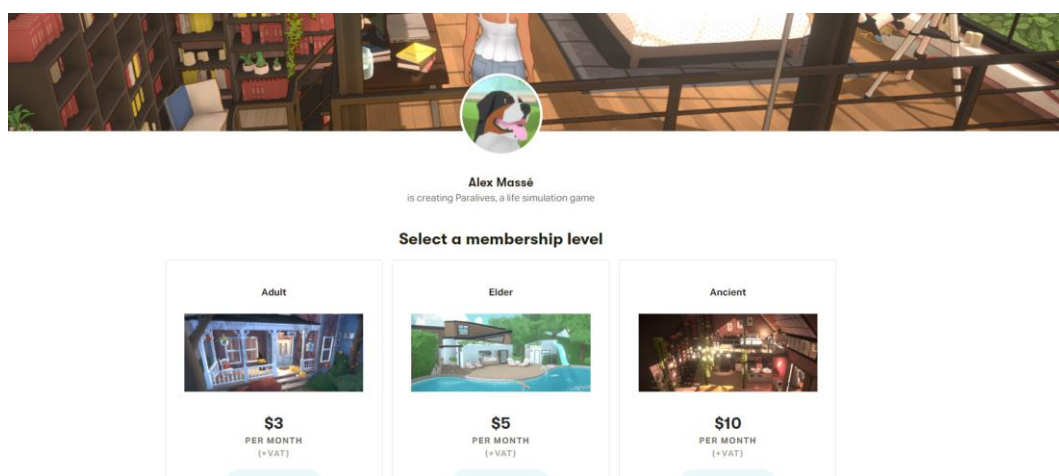 Alex Massé
is creating Paralives, a life simulation game
Select a membership level
Adult
Elder
Ancient
$3
PER MONTH
(+VAT)
$5
PER MONTH
(+VAT)
$10
PER MONTH
(+VAT)